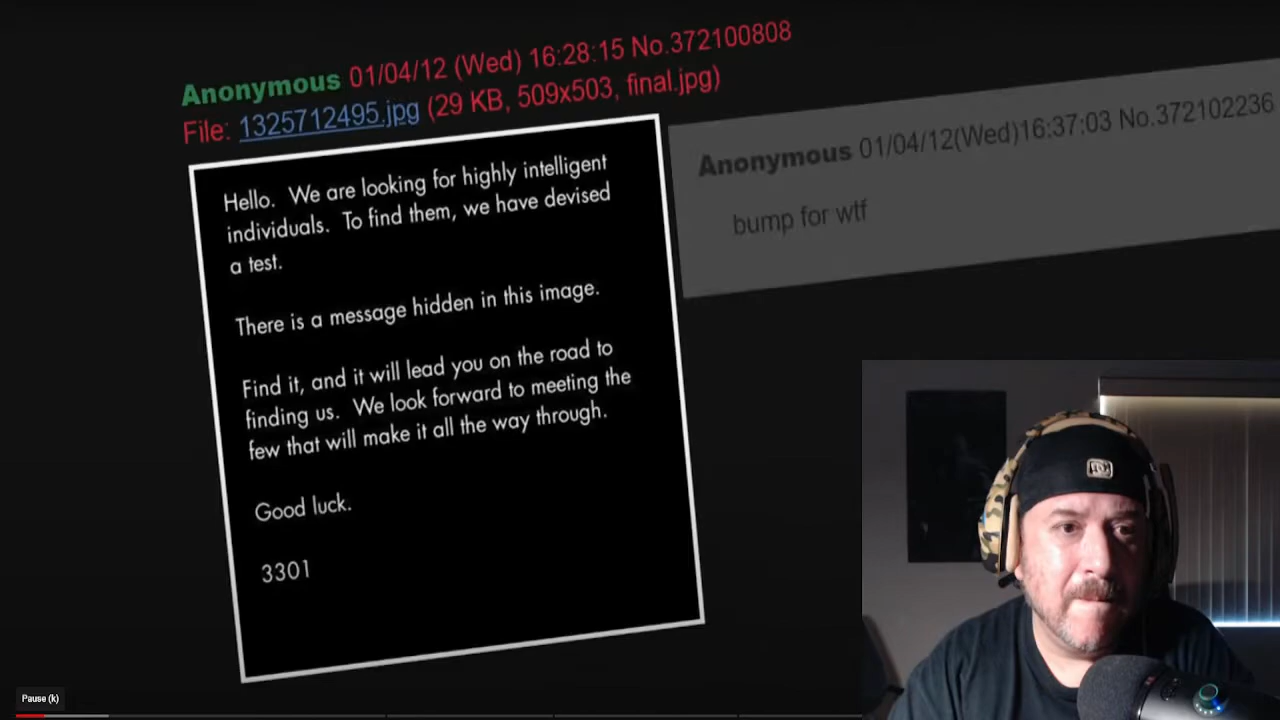 Anonymous 01/04/12 (Wed) 16:28:15 No.372100808
File: 1325712495.jpg (29 KB, 509x503, final.jpg)
Hello. We are looking for highly intelligent
individuals. To find them, we have devised
a test.
There is a message hidden in this image.
Find it, and it will lead you on the road to
finding us. We look forward to meeting the
few that will make it all the way through.
Good luck.
3301
Anonymous 01/04/12(Wed)16:37:03 No.372102236
bump for wtf
Pause (k)